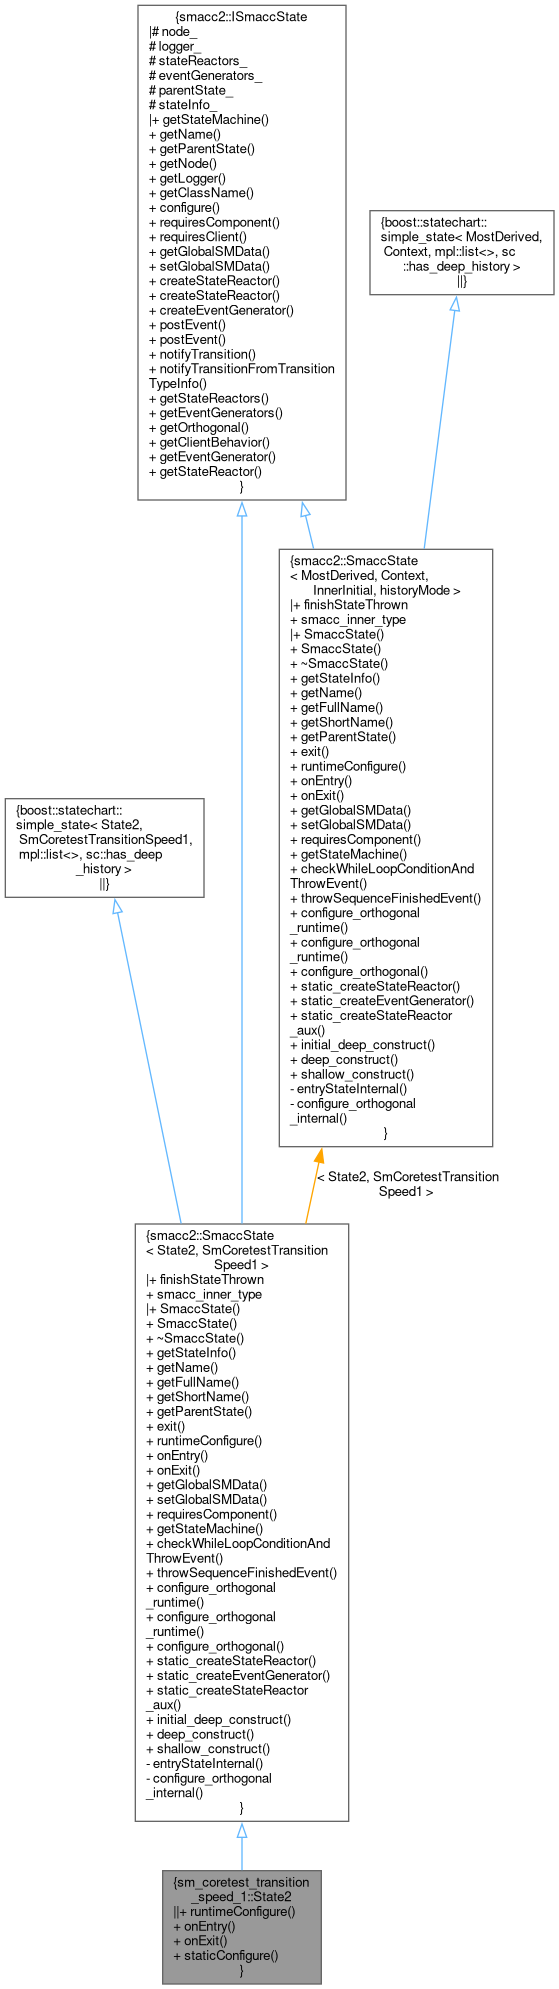 {smacc2::ISmaccState
|# node_
# logger_
# stateReactors_
# eventGenerators_
# parentState_
# stateInfo_
|+ getStateMachine()
+ getName()
+ getParentState()
+ getNode()
+ getLogger()
+ getClassName()
+ configure()
+ requiresComponent()
+ requiresClient()
+ getGlobalSMData()
+ setGlobalSMData()
+ createStateReactor()
+ createStateReactor()
+ createEventGenerator()
+ postEvent()
+ postEvent()
+ notifyTransition()
+ notifyTransitionFromTransition
TypeInfo()
+ getStateReactors()
+ getEventGenerators()
+ getOrthogonal()
+ getClientBehavior()
+ getEventGenerator()
+ getStateReactor()
}
{boost::statechart::
simple_state< MostDerived,
Context, mpl::list<>, sc
::has_deep_history >
||}
{smacc2::SmaccState
< MostDerived, Context,
InnerInitial, historyMode >
|+ finishStateThrown
+ smacc_inner_type
|+ SmaccState()
+ SmaccState()
+ ~SmaccState()
+ getStateInfo()
+ getName()
+ getFullName()
+ getShortName()
+ getParentState()
+ exit()
+ runtimeConfigure()
+ onEntry()
+ onExit()
+ getGlobalSMData()
+ setGlobalSMData()
+ requiresComponent()
+ getStateMachine()
+ checkWhileLoopConditionAnd
ThrowEvent()
+ throwSequenceFinishedEvent()
+ configure_orthogonal
_runtime()
+ configure_orthogonal
_runtime()
+ configure_orthogonal()
+ static_createStateReactor()
+ static_createEventGenerator()
+ static_createStateReactor
_aux()
+ initial_deep_construct()
+ deep_construct()
+ shallow_construct()
- entryStateInternal()
- configure_orthogonal
_internal()
}
{boost::statechart::
simple_state< State2,
SmCoretestTransitionSpeed1,
mpl::list<>, sc::has_deep
_history >
||}
< State2, SmCoretestTransition
Speed1 >
{smacc2::SmaccState
< State2, SmCoretestTransition
Speed1 >
|+ finishStateThrown
+ smacc_inner_type
|+ SmaccState()
+ SmaccState()
+ ~SmaccState()
+ getStateInfo()
+ getName()
+ getFullName()
+ getShortName()
+ getParentState()
+ exit()
+ runtimeConfigure()
+ onEntry()
+ onExit()
+ getGlobalSMData()
+ setGlobalSMData()
+ requiresComponent()
+ getStateMachine()
+ checkWhileLoopConditionAnd
ThrowEvent()
+ throwSequenceFinishedEvent()
+ configure_orthogonal
_runtime()
+ configure_orthogonal
_runtime()
+ configure_orthogonal()
+ static_createStateReactor()
+ static_createEventGenerator()
+ static_createStateReactor
_aux()
+ initial_deep_construct()
+ deep_construct()
+ shallow_construct()
- entryStateInternal()
- configure_orthogonal
_internal()
}
{sm_coretest_transition
_speed_1::State2
||+ runtimeConfigure()
+ onEntry()
+ onExit()
+ staticConfigure()
}